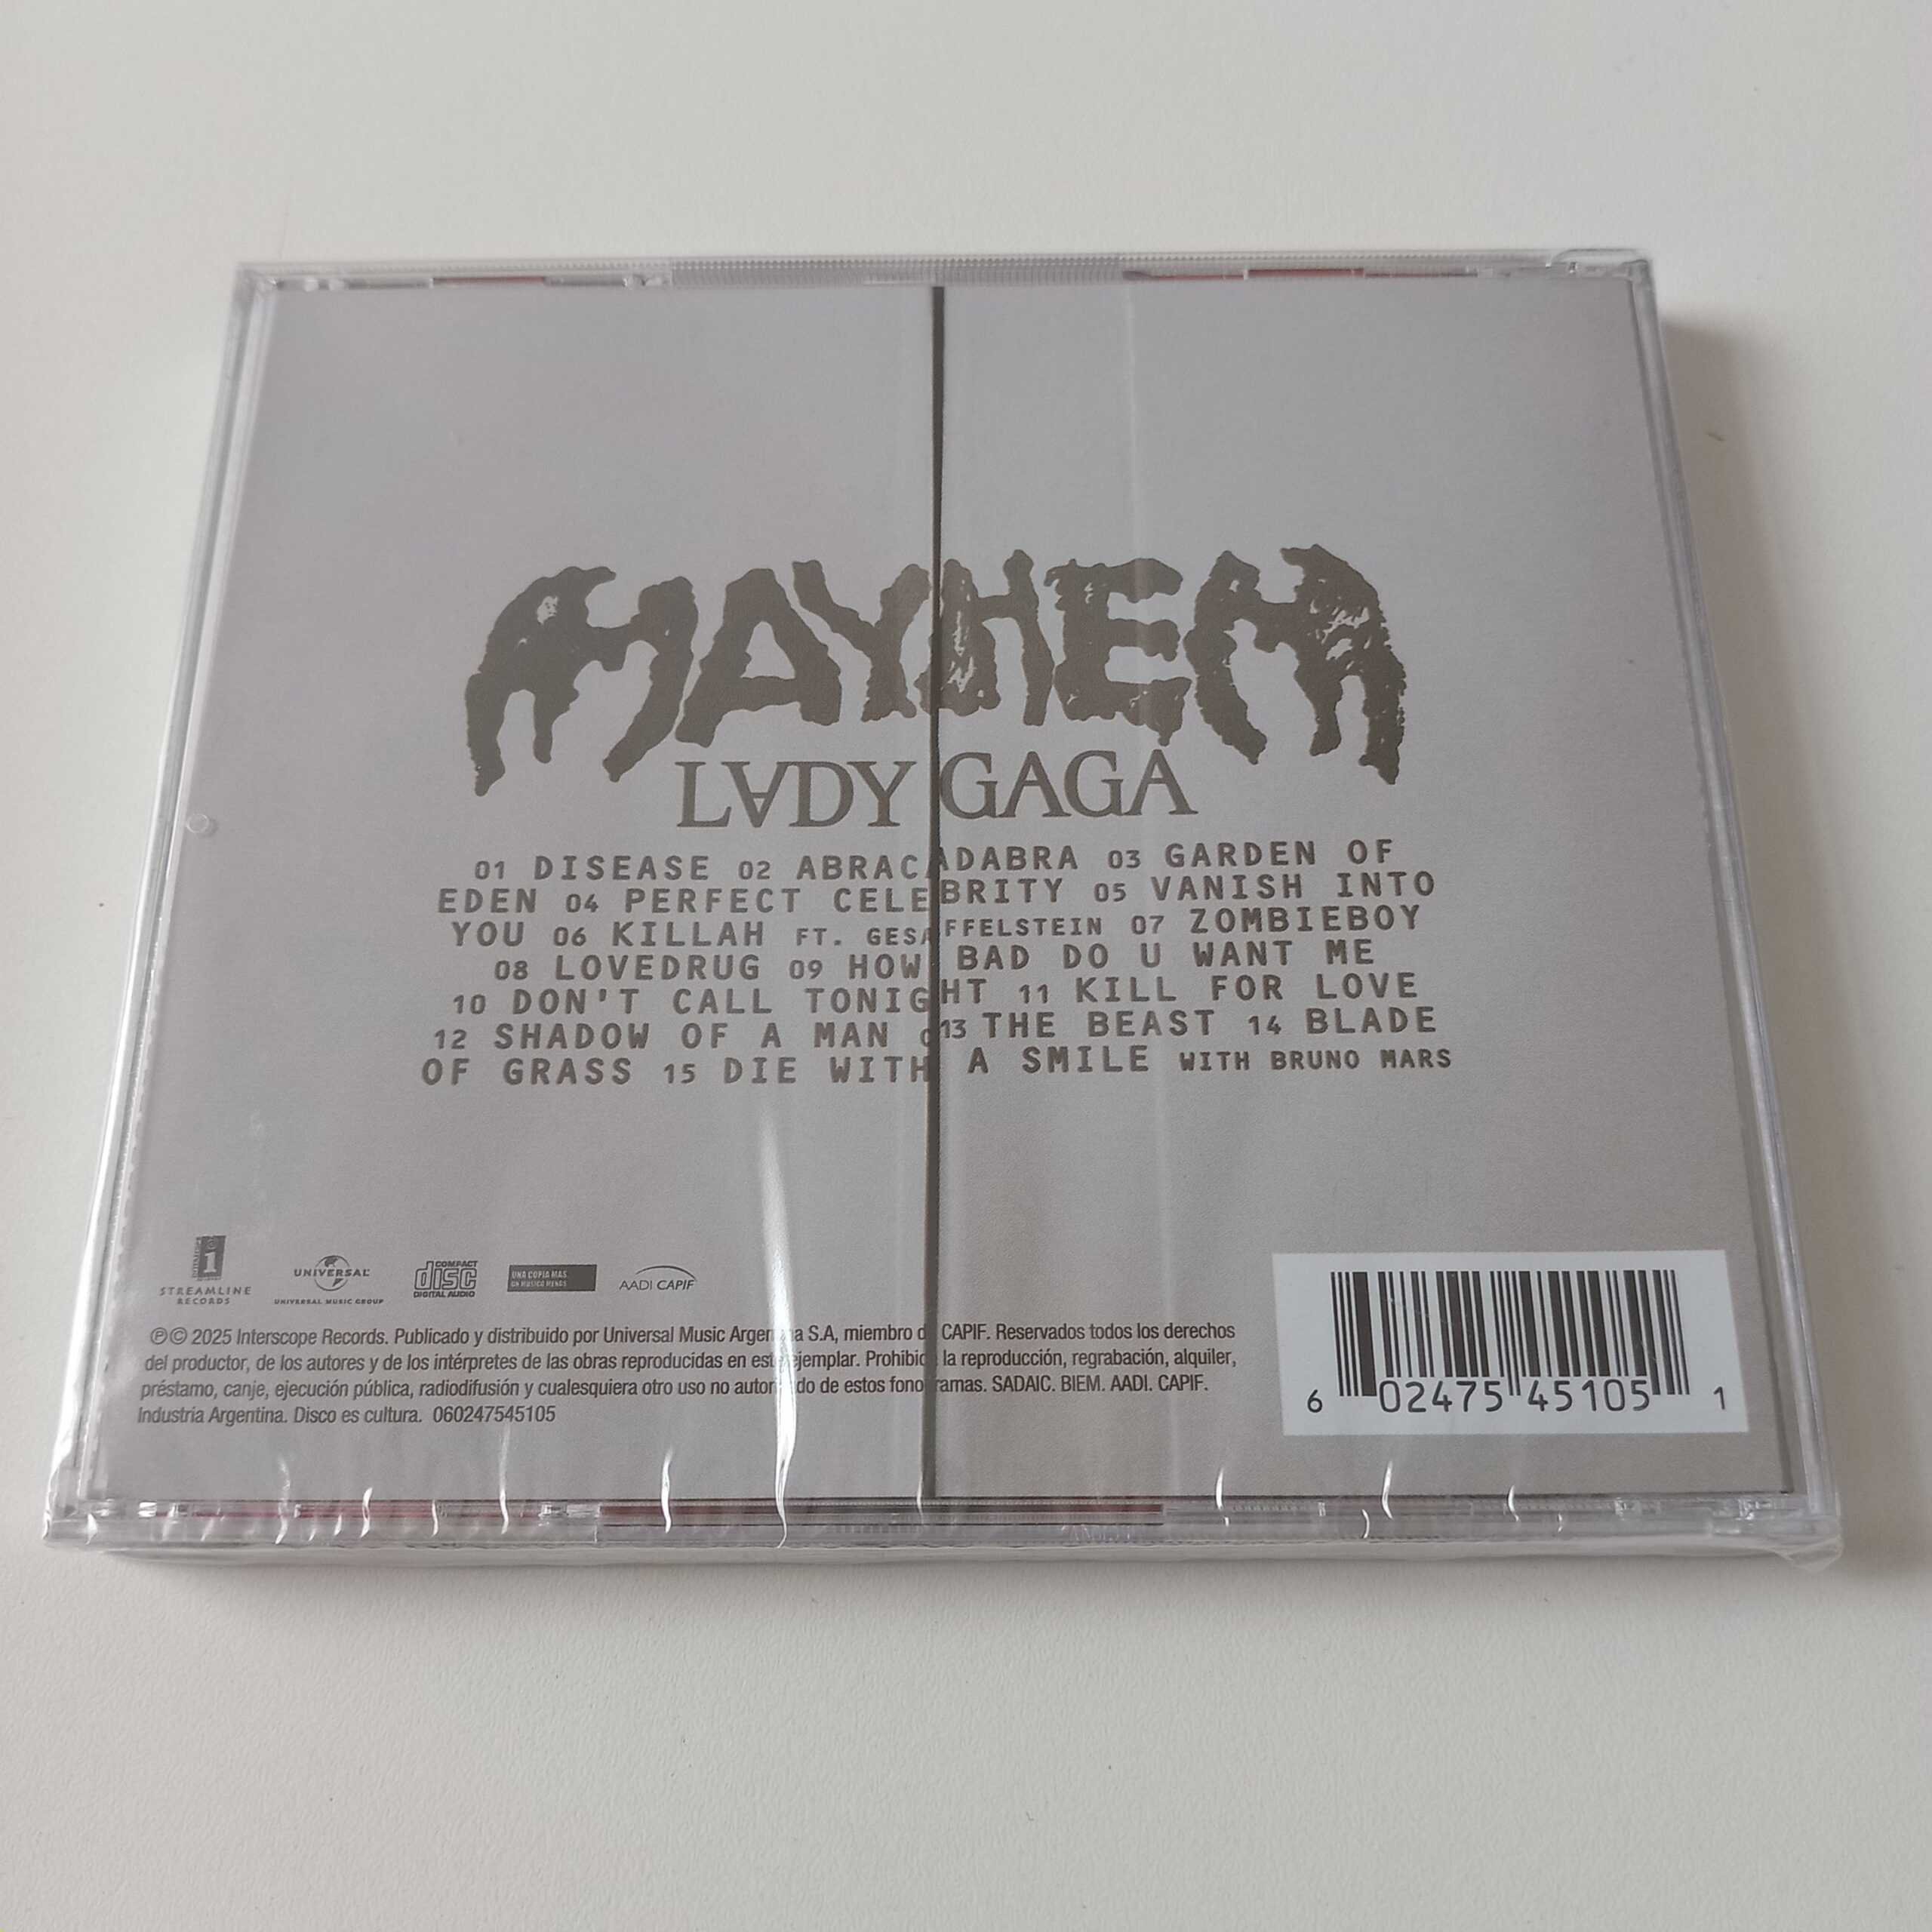 MAYHEM
LADY GAGA
01 DISEASE 02 ABRACADABRA 03 GARDEN OF
EDEN 04 PERFECT CELEBRITY 05 VANISH INTO
YOU 06 KILLAH FT. GESAFFELSTEIN 07 ZOMBIEBOY
08 LOVEDRUG 09 HOW BAD DO U WANT ME
10 DON'T CALL TONIGHT 11 KILL FOR LOVE
12 SHADOW OF A MAN 13 THE BEAST 14 BLADE
OF GRASS 15 DIE WITH A SMILE WITH BRUNO MARS
STREAMLINE
RECORDS
UNIVERSAL
UNIVERSAL MUSIC GROUP
COMPACT
disc
DIGITAL AUDIO
UNA COPIA MAS
UN MUSICO MENOS
AADI CAPIF
℗© 2025 Interscope Records. Publicado y distribuido por Universal Music Argentina S.A, miembro de CAPIF. Reservados todos los derechos
del productor, de los autores y de los intérpretes de las obras reproducidas en este ejemplar. Prohibida la reproducción, regrabación, alquiler,
préstamo, canje, ejecución pública, radiodifusión y cualesquiera otro uso no autorizado de estos fonogramas. SADAIC. BIEM. AADI. CAPIF.
Industria Argentina. Disco es cultura. 060247545105
6 02475 45105 1